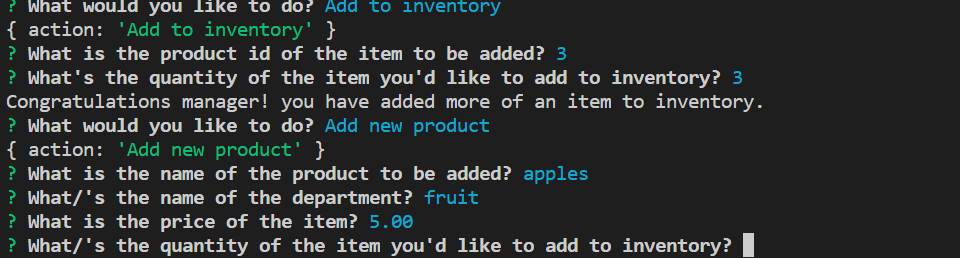 ? What would you like to do? Add to inventory
{ action: 'Add to inventory' }
? What is the product id of the item to be added? 3
? What's the quantity of the item you'd like to add to inventory? 3
Congratulations manager! you have added more of an item to inventory.
? What would you like to do? Add new product
{ action: 'Add new product' }
? What is the name of the product to be added? apples
? What/'s the name of the department? fruit
? What is the price of the item? 5.00
? What/'s the quantity of the item you'd like to add to inventory?